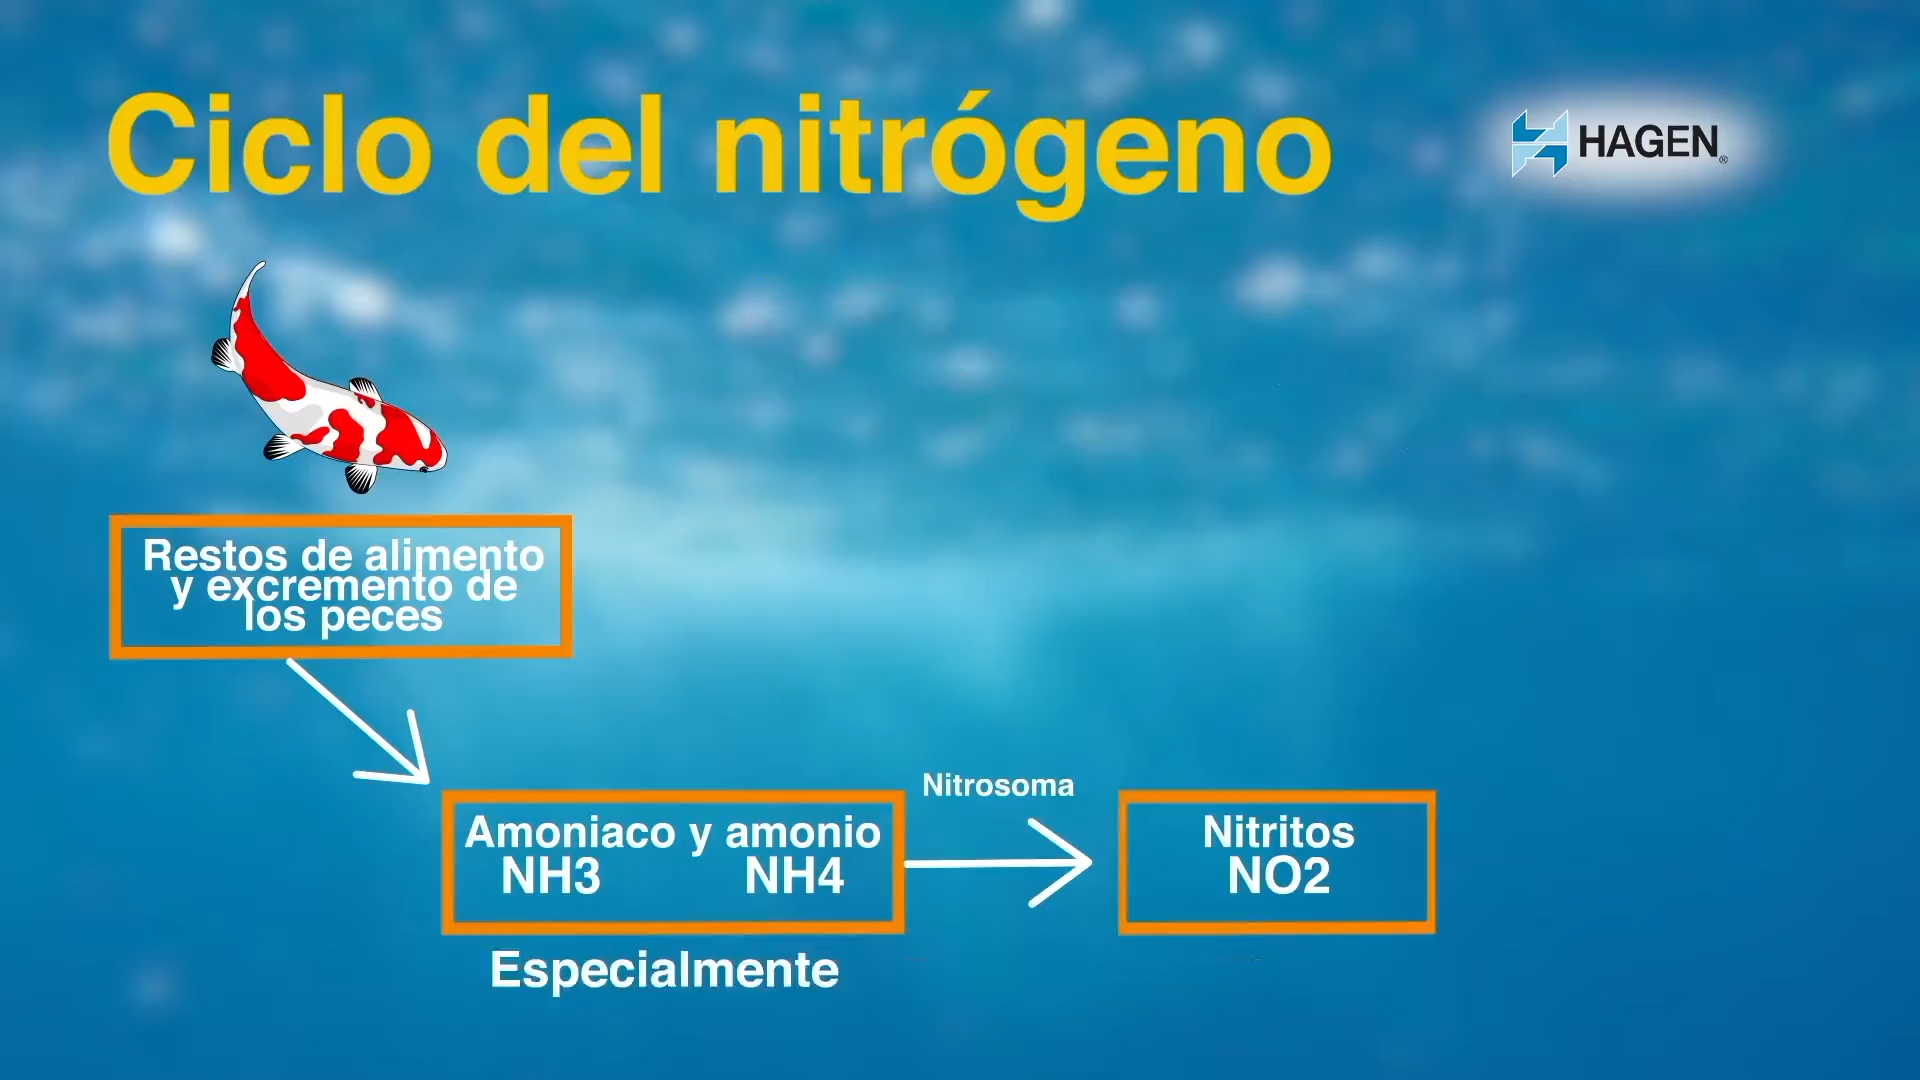 Ciclo del nitrógeno
HAGEN®
Restos de alimento
y excremento de
los peces
Nitrosoma
Amoniaco y amonio
NH3 NH4
Nitritos
NO2
Especialmente